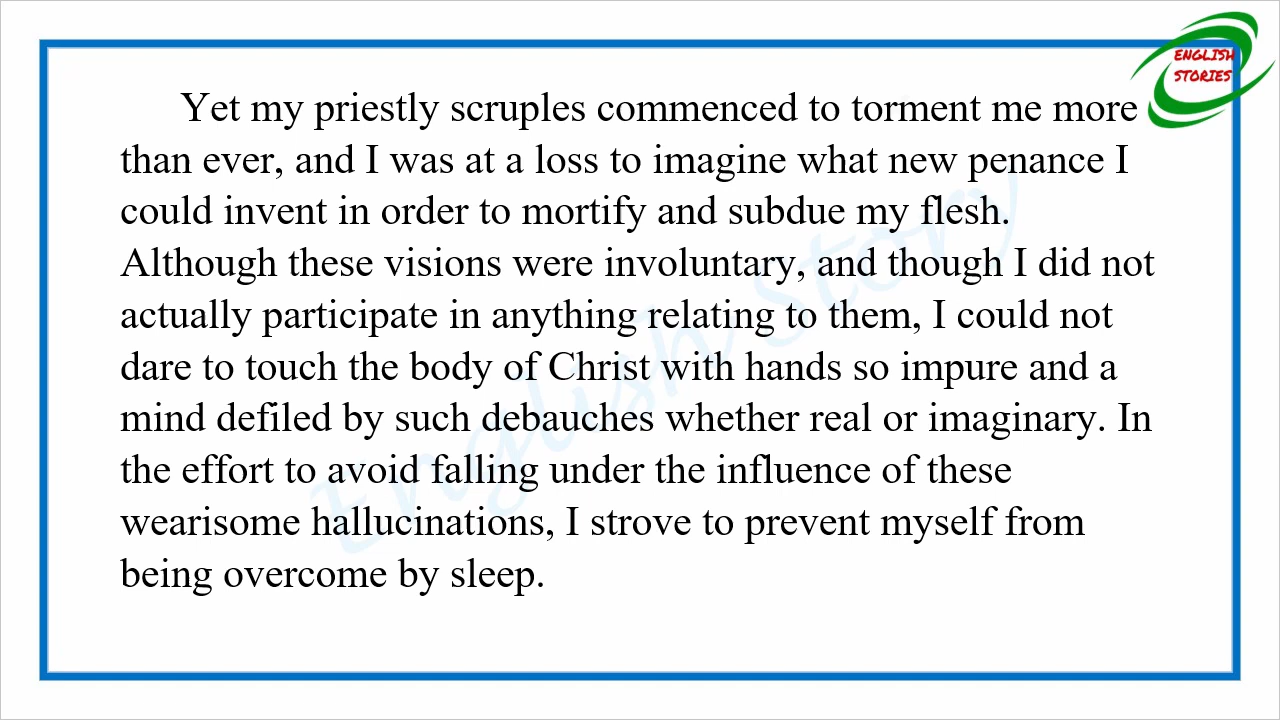 ENGLISH
STORIES
Yet my priestly scruples commenced to torment me more
than ever, and I was at a loss to imagine what new penance I
could invent in order to mortify and subdue my flesh.
Although these visions were involuntary, and though I did not
actually participate in anything relating to them, I could not
dare to touch the body of Christ with hands so impure and a
mind defiled by such debauches whether real or imaginary. In
the effort to avoid falling under the influence of these
wearisome hallucinations, I strove to prevent myself from
being overcome by sleep.
English Story